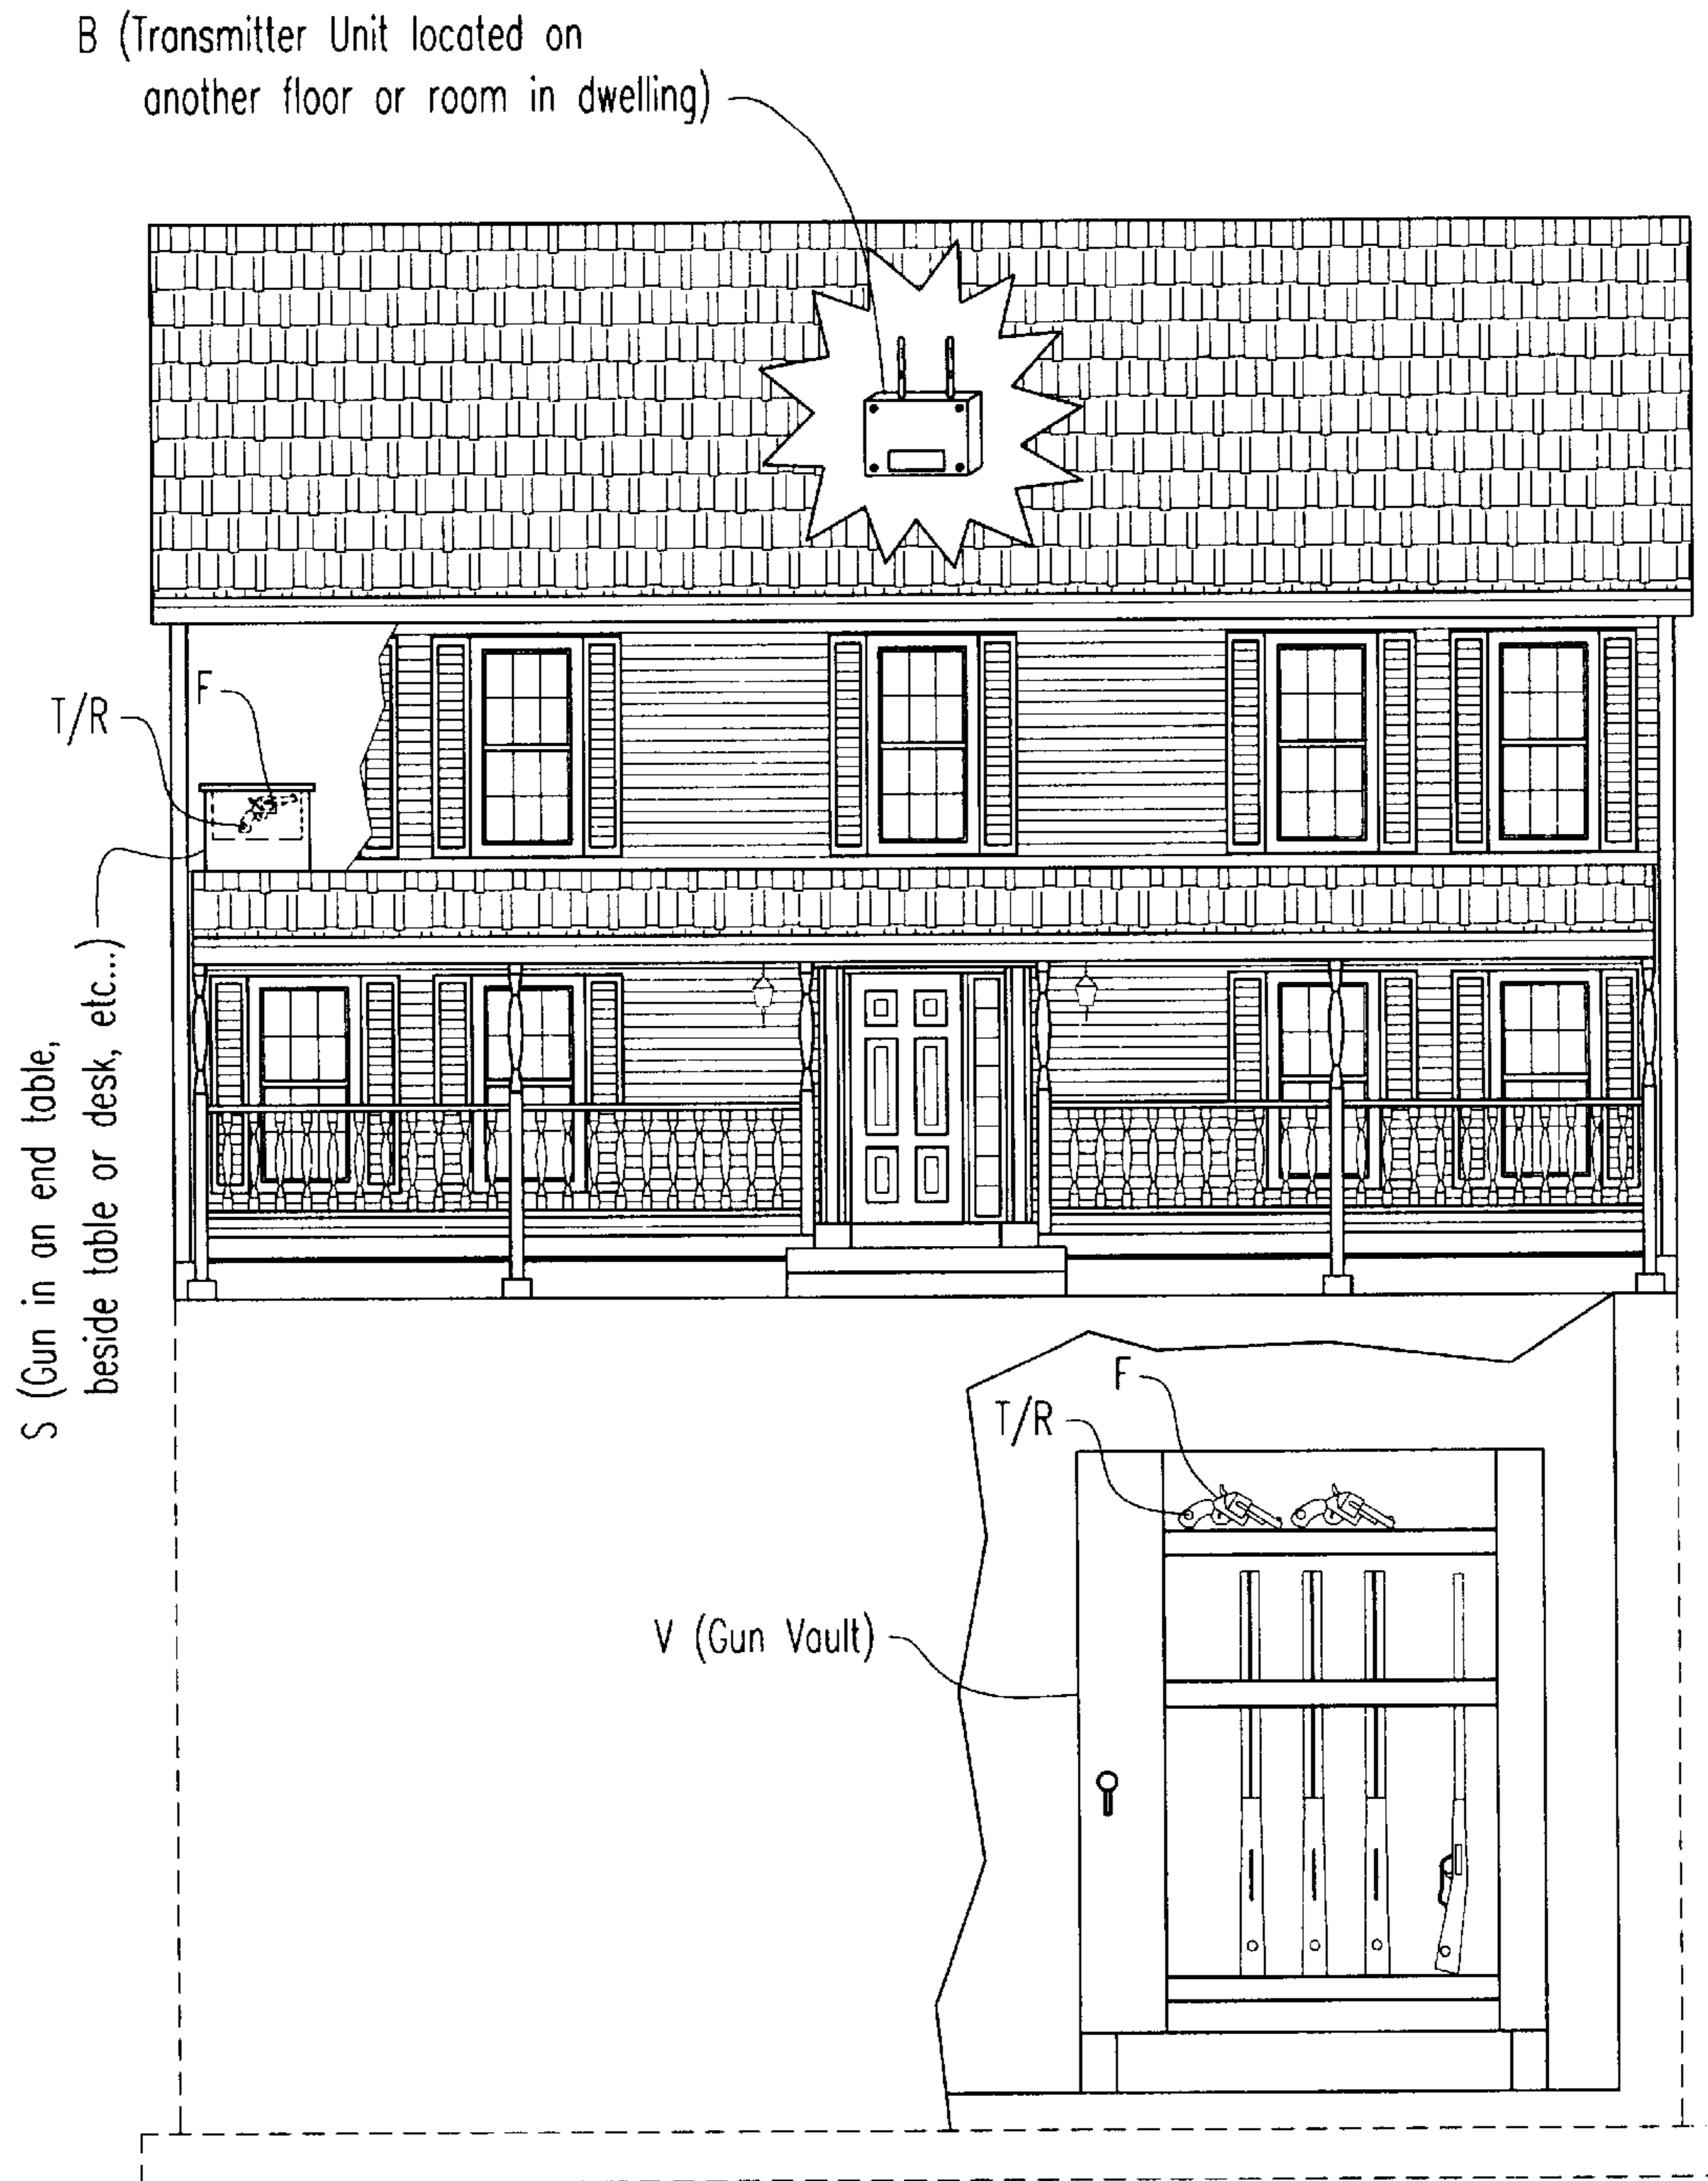 B (Transmitter Unit located on
another floor or room in dwelling)
F
T/R
S (Gun in an end table,
beside table or desk, etc...)
F
T/R
V (Gun Vault)